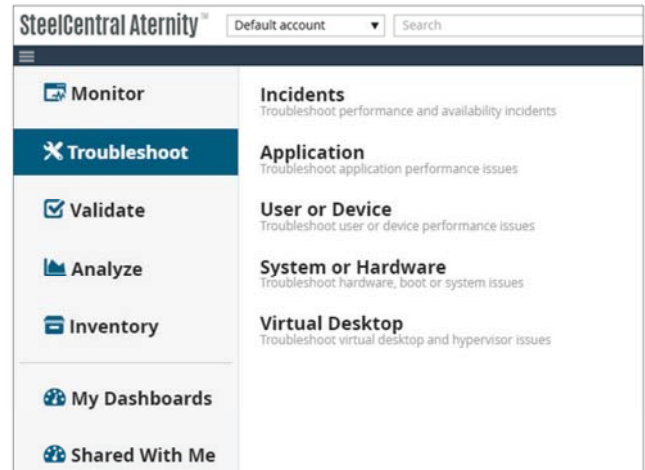 SteelCentral Aternity™
Default account
Search
Monitor
Troubleshoot
Validate
Analyze
Inventory
My Dashboards
Shared With Me
Incidents
Troubleshoot performance and availability incidents
Application
Troubleshoot application performance issues
User or Device
Troubleshoot user or device performance issues
System or Hardware
Troubleshoot hardware, boot or system issues
Virtual Desktop
Troubleshoot virtual desktop and hypervisor issues